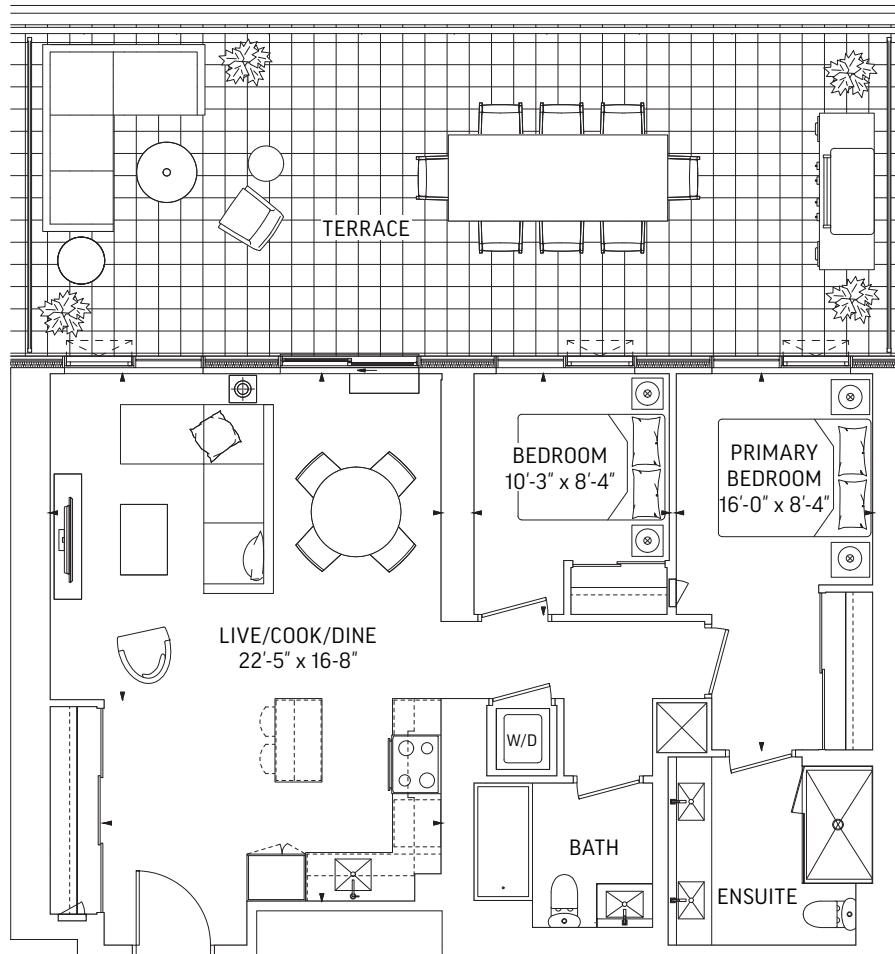 TERRACE
BEDROOM
10'-3" x 8'-4"
PRIMARY
BEDROOM
16'-0" x 8'-4"
LIVE/COOK/DINE
22'-5" x 16-8"
W/D
BATH
ENSUITE